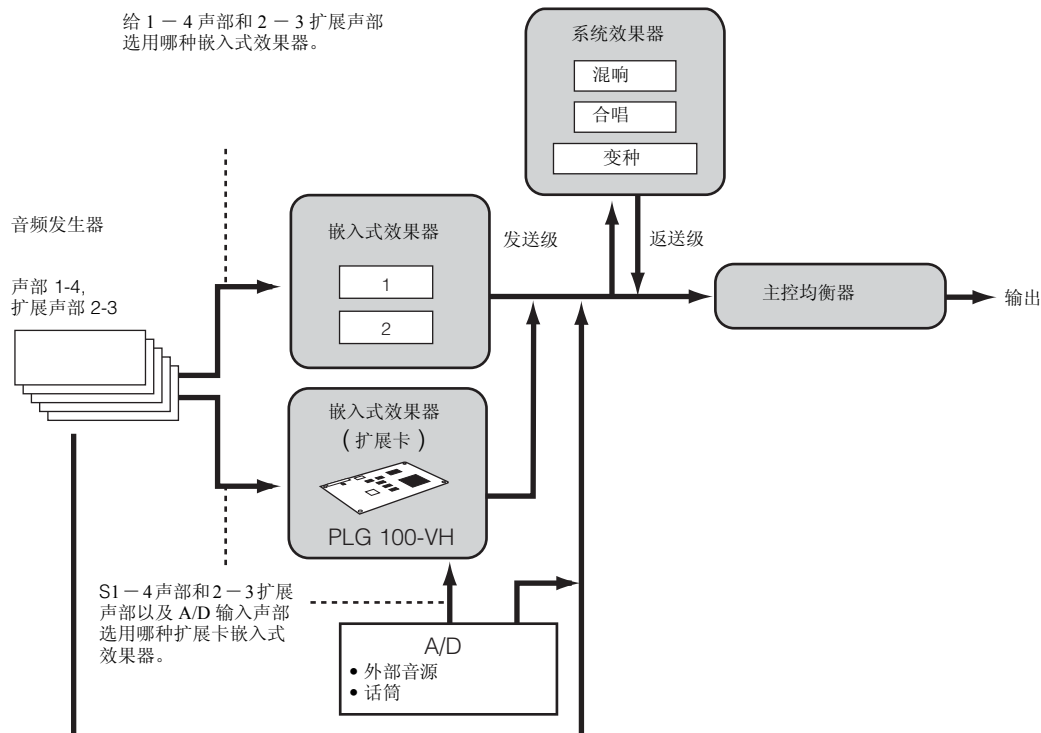 给 1 － 4 声部和 2 － 3 扩展声部
选用哪种嵌入式效果器。
系统效果器
混响
合唱
变种
音频发生器
声部 1-4,
扩展声部 2-3
嵌入式效果器
1
2
发送级
返送级
主控均衡器
输出
嵌入式效果器
( 扩展卡 )
PLG 100-VH
S1－4声部和2－3扩展
声部以及 A/D 输入声部
选用哪种扩展卡嵌入式
效果器。
A/D
• 外部音源
• 话筒